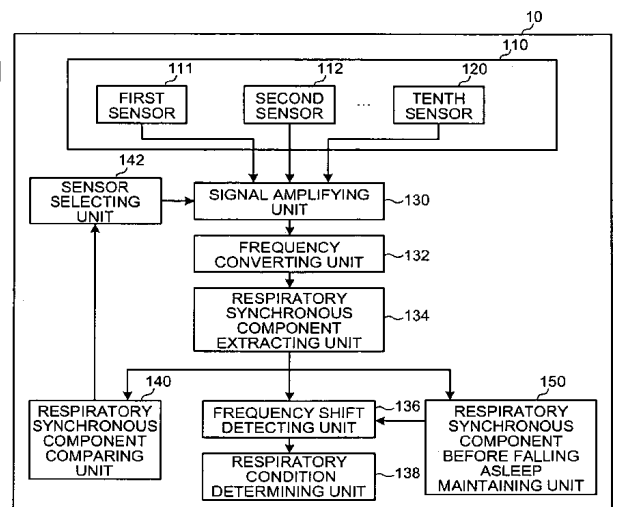 10
110
111
112
120
FIRST
SENSOR
SECOND
SENSOR
...
TENTH
SENSOR
142
SENSOR
SELECTING
UNIT
SIGNAL AMPLIFYING
UNIT
130
FREQUENCY
CONVERTING UNIT
132
RESPIRATORY
SYNCHRONOUS
COMPONENT
EXTRACTING UNIT
134
140
RESPIRATORY
SYNCHRONOUS
COMPONENT
COMPARING
UNIT
FREQUENCY SHIFT
DETECTING UNIT
136
RESPIRATORY
CONDITION
DETERMINING UNIT
138
150
RESPIRATORY
SYNCHRONOUS
COMPONENT
BEFORE FALLING
ASLEEP
MAINTAINING UNIT